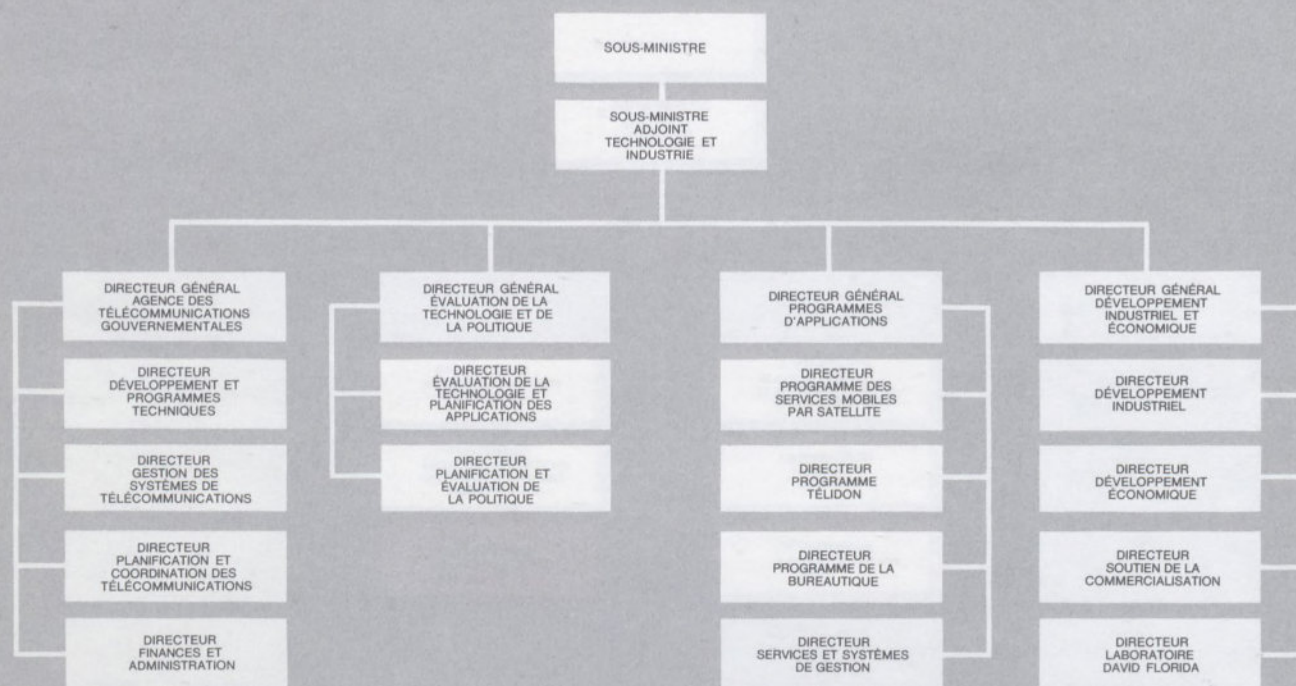 SOUS-MINISTRE
SOUS-MINISTRE
ADJOINT
TECHNOLOGIE ET
INDUSTRIE
DIRECTEUR GÉNÉRAL
AGENCE DES
TÉLÉCOMMUNICATIONS
GOUVERNEMENTALES
DIRECTEUR
DÉVELOPPEMENT ET
PROGRAMMES
TECHNIQUES
DIRECTEUR
GESTION DES
SYSTÈMES DE
TÉLÉCOMMUNICATIONS
DIRECTEUR
PLANIFICATION ET
COORDINATION DES
TÉLÉCOMMUNICATIONS
DIRECTEUR
FINANCES ET
ADMINISTRATION
DIRECTEUR GÉNÉRAL
ÉVALUATION DE LA
TECHNOLOGIE ET DE
LA POLITIQUE
DIRECTEUR
ÉVALUATION DE LA
TECHNOLOGIE ET
PLANIFICATION DES
APPLICATIONS
DIRECTEUR
PLANIFICATION ET
ÉVALUATION DE
LA POLITIQUE
DIRECTEUR GÉNÉRAL
PROGRAMMES
D'APPLICATIONS
DIRECTEUR
PROGRAMME DES
SERVICES MOBILES
PAR SATELLITE
DIRECTEUR
PROGRAMME
TÉLIDON
DIRECTEUR
PROGRAMME DE LA
BUREAUTIQUE
DIRECTEUR
SERVICES ET SYSTÈMES
DE GESTION
DIRECTEUR GÉNÉRAL
DÉVELOPPEMENT
INDUSTRIEL ET
ÉCONOMIQUE
DIRECTEUR
DÉVELOPPEMENT
INDUSTRIEL
DIRECTEUR
DÉVELOPPEMENT
ÉCONOMIQUE
DIRECTEUR
SOUTIEN DE LA
COMMERCIALISATION
DIRECTEUR
LABORATOIRE
DAVID FLORIDA